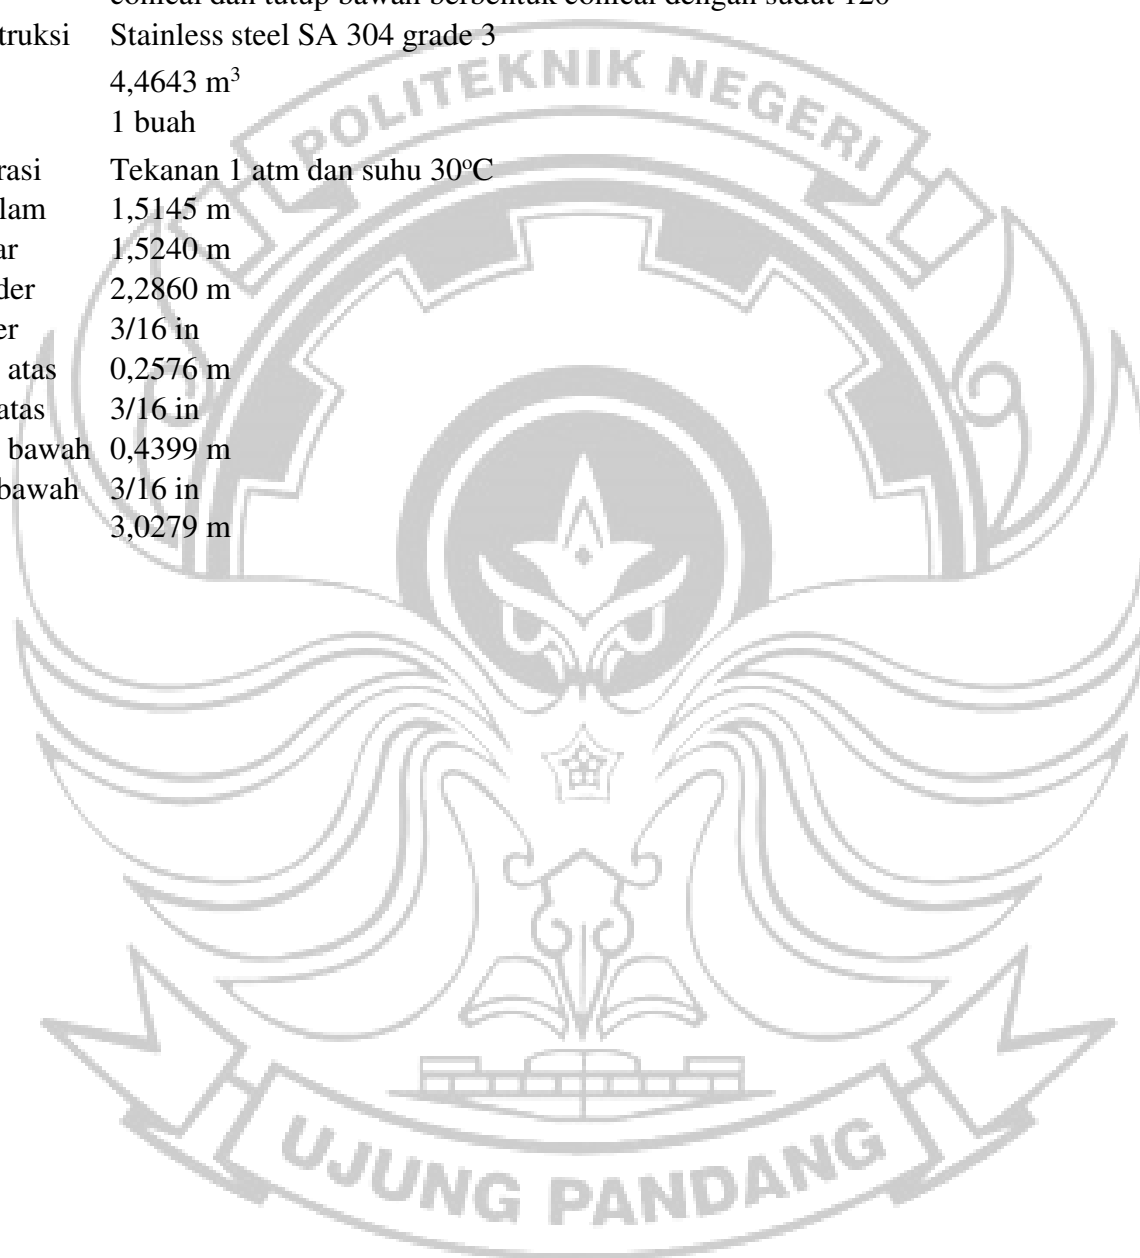 conical dan tutup bawah berbentuk conical dengan sudut 120
truksi Stainless steel SA 304 grade 3
4,4643 m³
1 buah
rasi Tekanan 1 atm dan suhu 30°C
lam 1,5145 m
ar 1,5240 m
der 2,2860 m
er 3/16 in
atas 0,2576 m
atas 3/16 in
bawah 0,4399 m
bawah 3/16 in
3,0279 m
POLITEKNIK NEGERI
UJUNG PANDANG